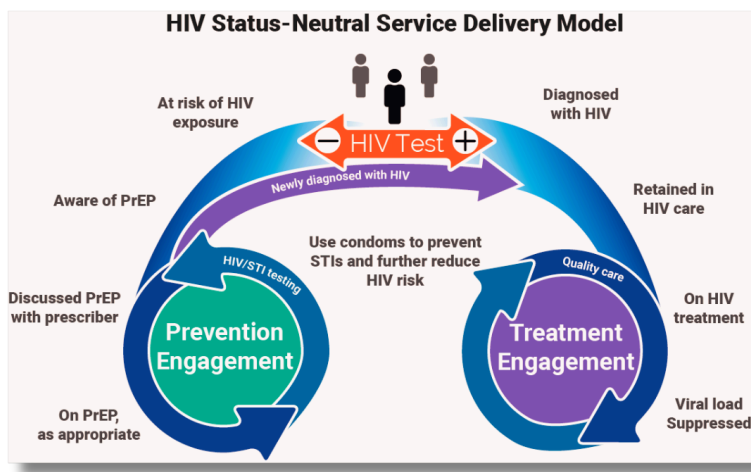 HIV Status-Neutral Service Delivery Model
At risk of HIV
exposure
− HIV Test +
Diagnosed
with HIV
Newly diagnosed with HIV
Aware of PrEP
Retained in
HIV care
Use condoms to prevent
STIs and further reduce
HIV risk
HIV/STI testing
Quality care
Discussed PrEP
with prescriber
Prevention
Engagement
Treatment
Engagement
On HIV
treatment
On PrEP,
as appropriate
Viral load
Suppressed